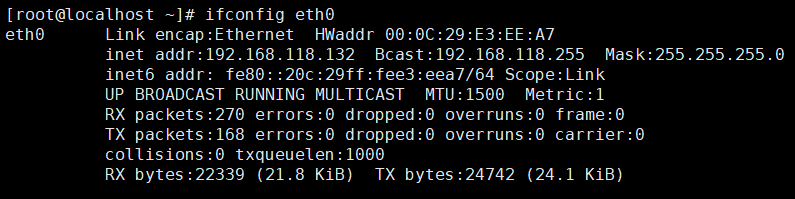 [root@localhost ~]# ifconfig eth0
eth0      Link encap:Ethernet  HWaddr 00:0C:29:E3:EE:A7
          inet addr:192.168.118.132  Bcast:192.168.118.255  Mask:255.255.255.0
          inet6 addr: fe80::20c:29ff:fee3:eea7/64 Scope:Link
          UP BROADCAST RUNNING MULTICAST  MTU:1500  Metric:1
          RX packets:270 errors:0 dropped:0 overruns:0 frame:0
          TX packets:168 errors:0 dropped:0 overruns:0 carrier:0
          collisions:0 txqueuelen:1000
          RX bytes:22339 (21.8 KiB)  TX bytes:24742 (24.1 KiB)